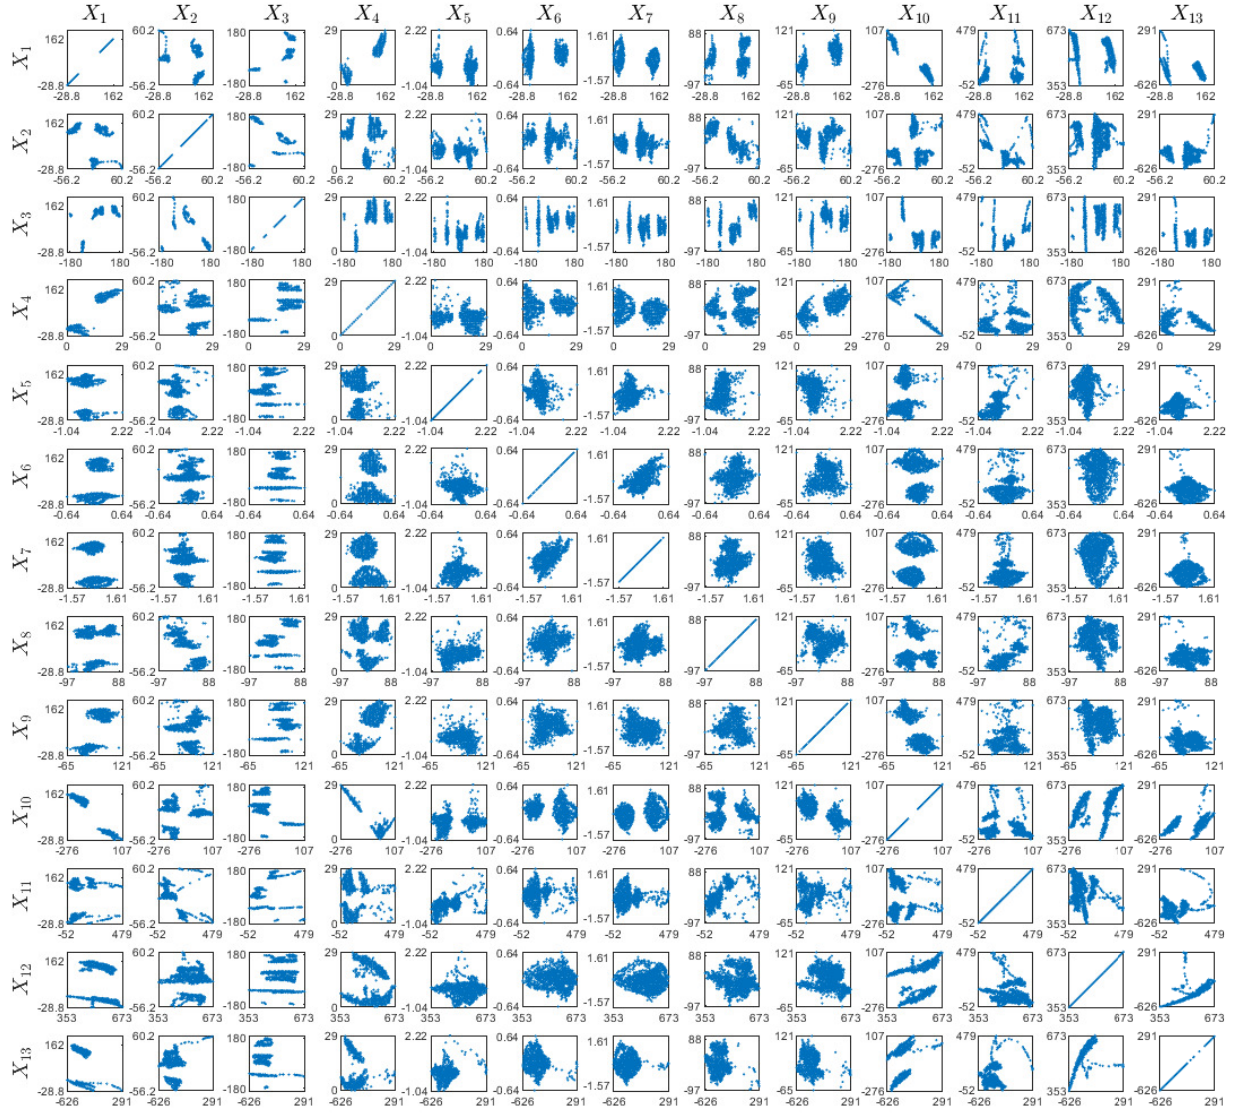 X₁ X₂ X₃ X₄ X₅ X₆ X₇ X₈ X₉ X₁₀ X₁₁ X₁₂ X₁₃
162 60.2 180 29 2.22 0.64 1.61 88 121 107 479 673 291
X₁
-28.8 -56.2 -180 0 -1.04 -0.64 -1.57 -97 -65 -276 -52 353 -626
-28.8 162 -28.8 162 -28.8 162 -28.8 162 -28.8 162 -28.8 162 -28.8 162 -28.8 162 -28.8 162 -28.8 162 -28.8 162 -28.8 162 -28.8 162
162 60.2 180 29 2.22 0.64 1.61 88 121 107 479 673 291
X₂
-28.8 -56.2 -180 0 -1.04 -0.64 -1.57 -97 -65 -276 -52 353 -626
-56.2 60.2 -56.2 60.2 -56.2 60.2 -56.2 60.2 -56.2 60.2 -56.2 60.2 -56.2 60.2 -56.2 60.2 -56.2 60.2 -56.2 60.2 -56.2 60.2 -56.2 60.2 -56.2 60.2
162 60.2 180 29 2.22 0.64 1.61 88 121 107 479 673 291
X₃
-28.8 -56.2 -180 0 -1.04 -0.64 -1.57 -97 -65 -276 -52 353 -626
-180 180 -180 180 -180 180 -180 180 -180 180 -180 180 -180 180 -180 180 -180 180 -180 180 -180 180 -180 180 -180 180
162 60.2 180 29 2.22 0.64 1.61 88 121 107 479 673 291
X₄
-28.8 -56.2 -180 0 -1.04 -0.64 -1.57 -97 -65 -276 -52 353 -626
0 29 0 29 0 29 0 29 0 29 0 29 0 29 0 29 0 29 0 29 0 29 0 29 0 29
162 60.2 180 29 2.22 0.64 1.61 88 121 107 479 673 291
X₅
-28.8 -56.2 -180 0 -1.04 -0.64 -1.57 -97 -65 -276 -52 353 -626
-1.04 2.22 -1.04 2.22 -1.04 2.22 -1.04 2.22 -1.04 2.22 -1.04 2.22 -1.04 2.22 -1.04 2.22 -1.04 2.22 -1.04 2.22 -1.04 2.22 -1.04 2.22 -1.04 2.22
162 60.2 180 29 2.22 0.64 1.61 88 121 107 479 673 291
X₆
-28.8 -56.2 -180 0 -1.04 -0.64 -1.57 -97 -65 -276 -52 353 -626
-0.64 0.64 -0.64 0.64 -0.64 0.64 -0.64 0.64 -0.64 0.64 -0.64 0.64 -0.64 0.64 -0.64 0.64 -0.64 0.64 -0.64 0.64 -0.64 0.64 -0.64 0.64 -0.64 0.64
162 60.2 180 29 2.22 0.64 1.61 88 121 107 479 673 291
X₇
-28.8 -56.2 -180 0 -1.04 -0.64 -1.57 -97 -65 -276 -52 353 -626
-1.57 1.61 -1.57 1.61 -1.57 1.61 -1.57 1.61 -1.57 1.61 -1.57 1.61 -1.57 1.61 -1.57 1.61 -1.57 1.61 -1.57 1.61 -1.57 1.61 -1.57 1.61 -1.57 1.61
162 60.2 180 29 2.22 0.64 1.61 88 121 107 479 673 291
X₈
-28.8 -56.2 -180 0 -1.04 -0.64 -1.57 -97 -65 -276 -52 353 -626
-97 88 -97 88 -97 88 -97 88 -97 88 -97 88 -97 88 -97 88 -97 88 -97 88 -97 88 -97 88 -97 88
162 60.2 180 29 2.22 0.64 1.61 88 121 107 479 673 291
X₉
-28.8 -56.2 -180 0 -1.04 -0.64 -1.57 -97 -65 -276 -52 353 -626
-65 121 -65 121 -65 121 -65 121 -65 121 -65 121 -65 121 -65 121 -65 121 -65 121 -65 121 -65 121 -65 121
162 60.2 180 29 2.22 0.64 1.61 88 121 107 479 673 291
X₁₀
-28.8 -56.2 -180 0 -1.04 -0.64 -1.57 -97 -65 -276 -52 353 -626
-276 107 -276 107 -276 107 -276 107 -276 107 -276 107 -276 107 -276 107 -276 107 -276 107 -276 107 -276 107 -276 107
162 60.2 180 29 2.22 0.64 1.61 88 121 107 479 673 291
X₁₁
-28.8 -56.2 -180 0 -1.04 -0.64 -1.57 -97 -65 -276 -52 353 -626
-52 479 -52 479 -52 479 -52 479 -52 479 -52 479 -52 479 -52 479 -52 479 -52 479 -52 479 -52 479 -52 479
162 60.2 180 29 2.22 0.64 1.61 88 121 107 479 673 291
X₁₂
-28.8 -56.2 -180 0 -1.04 -0.64 -1.57 -97 -65 -276 -52 353 -626
353 673 353 673 353 673 353 673 353 673 353 673 353 673 353 673 353 673 353 673 353 673 353 673 353 673
162 60.2 180 29 2.22 0.64 1.61 88 121 107 479 673 291
X₁₃
-28.8 -56.2 -180 0 -1.04 -0.64 -1.57 -97 -65 -276 -52 353 -626
-626 291 -626 291 -626 291 -626 291 -626 291 -626 291 -626 291 -626 291 -626 291 -626 291 -626 291 -626 291 -626 291